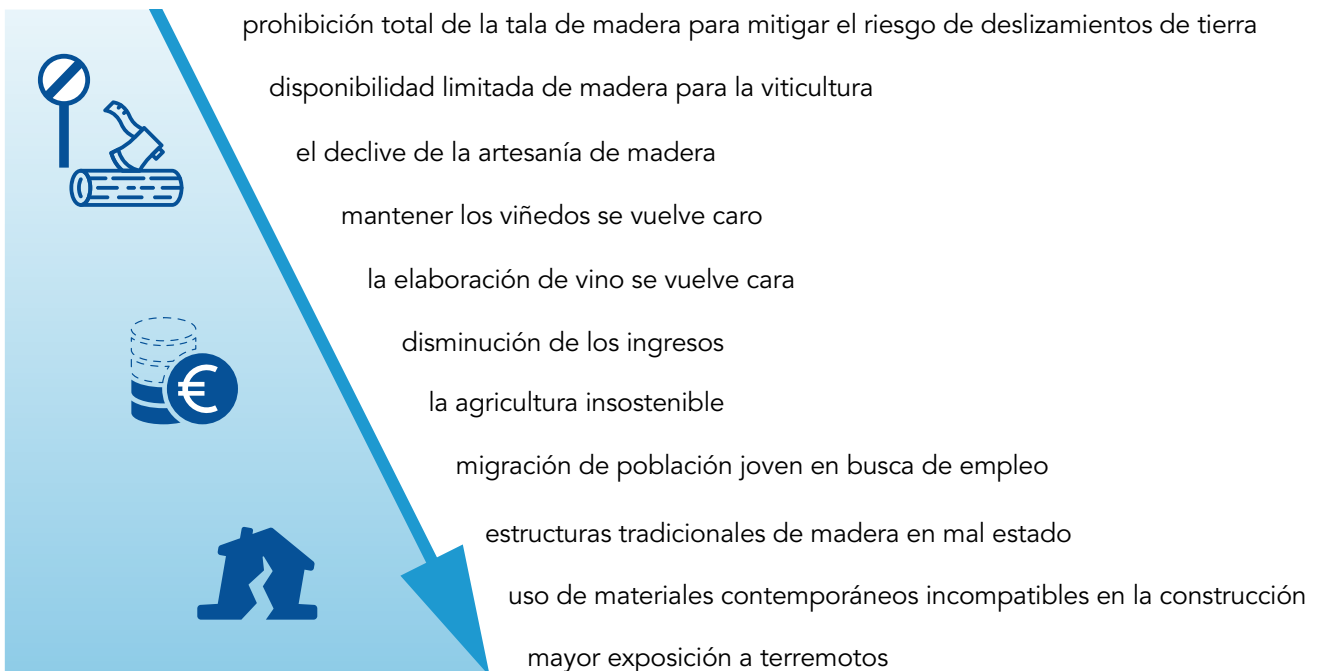 prohibición total de la tala de madera para mitigar el riesgo de deslizamientos de tierra
disponibilidad limitada de madera para la viticultura
el declive de la artesanía de madera
mantener los viñedos se vuelve caro
la elaboración de vino se vuelve cara
disminución de los ingresos
€
la agricultura insostenible
migración de población joven en busca de empleo
estructuras tradicionales de madera en mal estado
uso de materiales contemporáneos incompatibles en la construcción
mayor exposición a terremotos